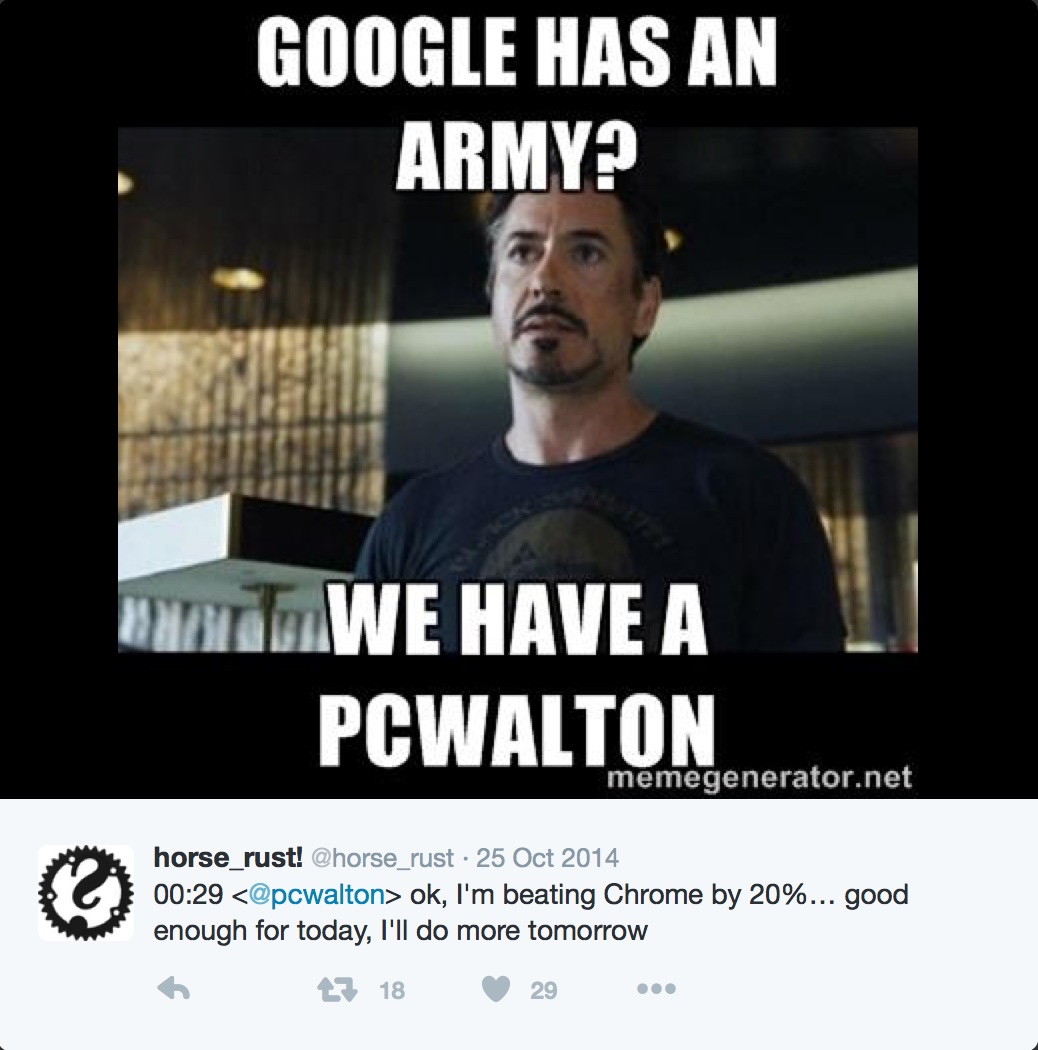 GOOGLE HAS AN
ARMY?
WE HAVE A
PCWALTON
memegenerator.net
horse_rust! @horse_rust · 25 Oct 2014
00:29 <@pcwalton> ok, I'm beating Chrome by 20%... good
enough for today, I'll do more tomorrow
18 29